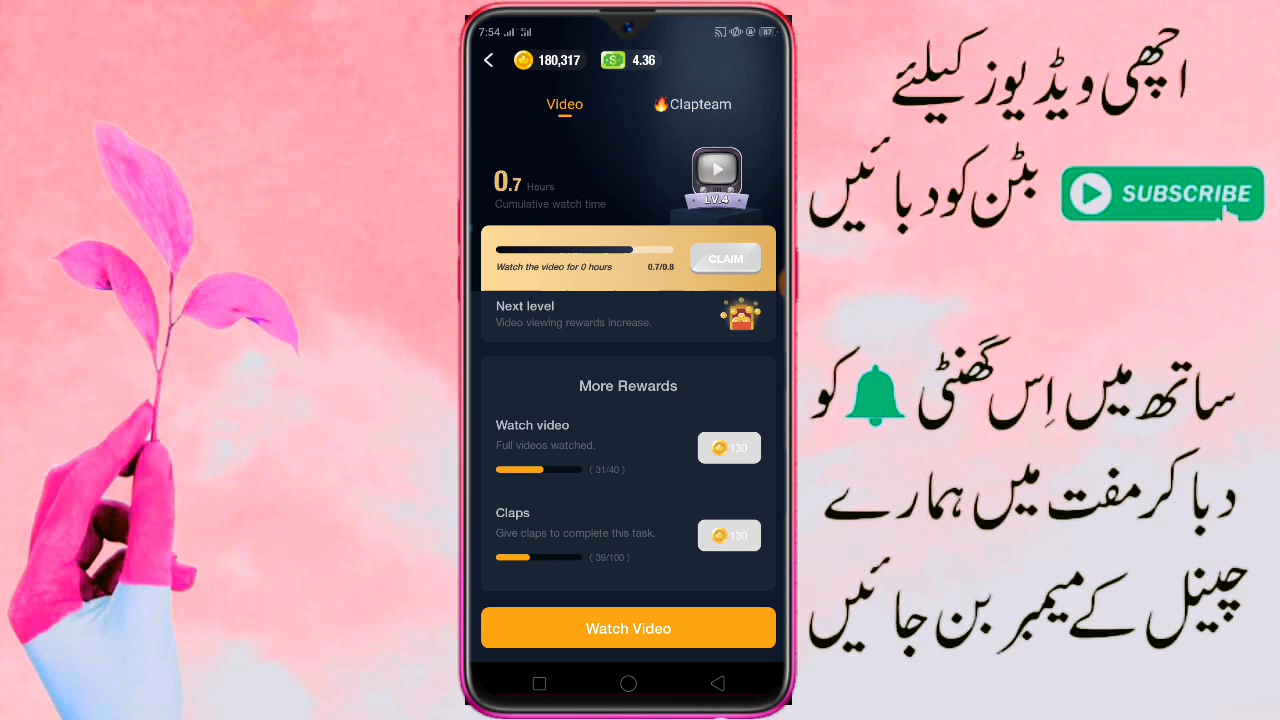 7:54
87
180,317
4.36
Video
🔥Clapteam
0.7 Hours
Cumulative watch time
LV.4
Watch the video for 0 hours
0.7/0.8
CLAIM
Next level
Video viewing rewards increase.
More Rewards
Watch video
Full videos watched.
130
( 31/40 )
Claps
Give claps to complete this task.
130
( 39/100 )
Watch Video
اچھی ویڈیوز کیلئے
بٹن کو دبائیں SUBSCRIBE
ساتھ میں اِس گھنٹی کو
دبا کر مفت میں ہمارے
چینل کے میمبر بن جائیں